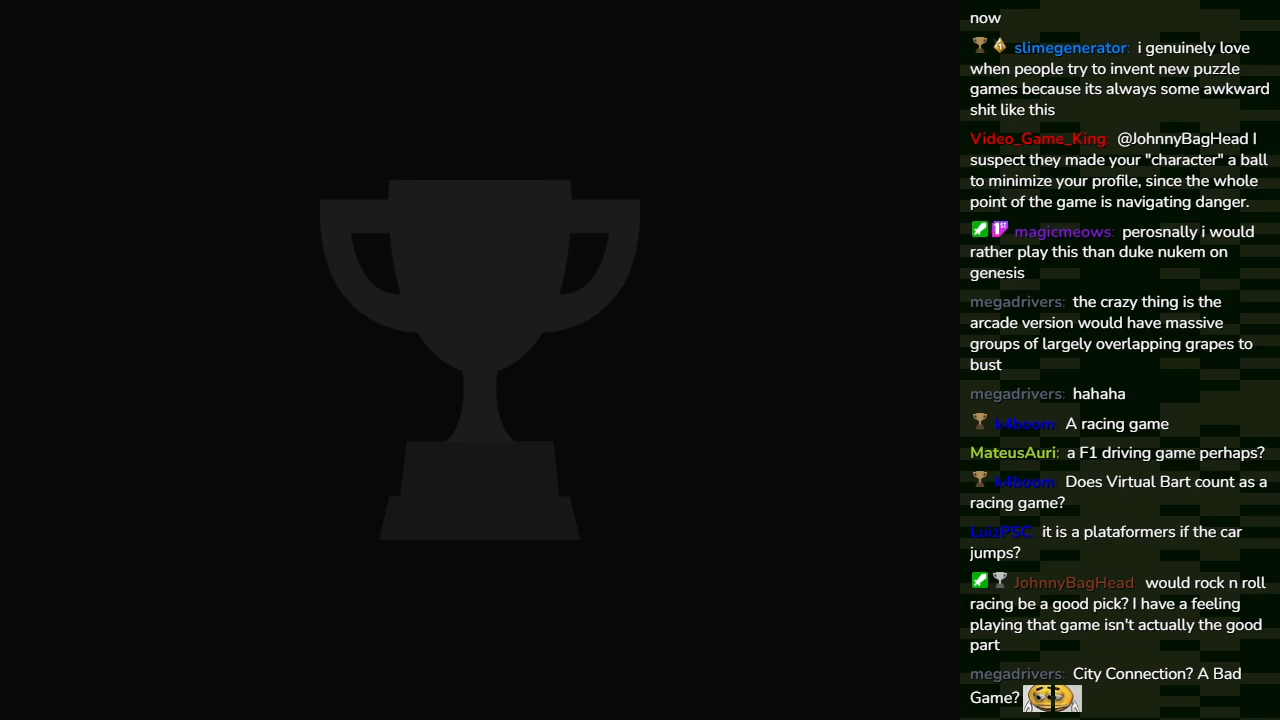 now
slimegenerator: i genuinely love
when people try to invent new puzzle
games because its always some awkward
shit like this
Video_Game_King: @JohnnyBagHead I
suspect they made your "character" a ball
to minimize your profile, since the whole
point of the game is navigating danger.
magicmeows: perosnally i would
rather play this than duke nukem on
genesis
megadrivers: the crazy thing is the
arcade version would have massive
groups of largely overlapping grapes to
bust
megadrivers: hahaha
k4boom: A racing game
MateusAuri: a F1 driving game perhaps?
k4boom: Does Virtual Bart count as a
racing game?
LuizPSC: it is a plataformers if the car
jumps?
JohnnyBagHead: would rock n roll
racing be a good pick? I have a feeling
playing that game isn't actually the good
part
megadrivers: City Connection? A Bad
Game?